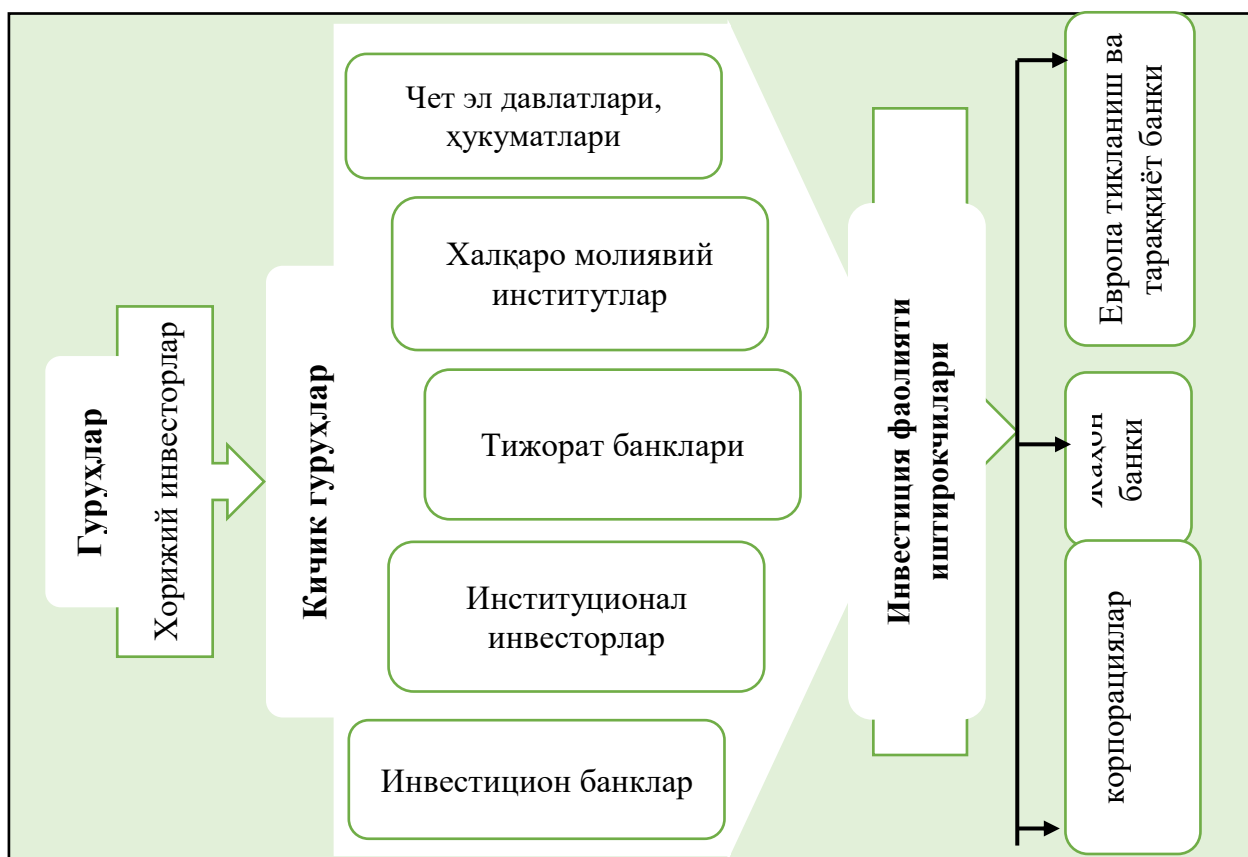 Гуруҳлар
Хорижий инвесторлар
Кичик гуруҳлар
Чет эл давлатлари,
ҳукуматлари
Халқаро молиявий
институтлар
Тижорат банклари
Институционал
инвесторлар
Инвестицион банклар
Инвестиция фаолияти
иштирокчилари
Европа тикланиш ва
тараққиёт банки
Жаҳон
банки
корпорациялар